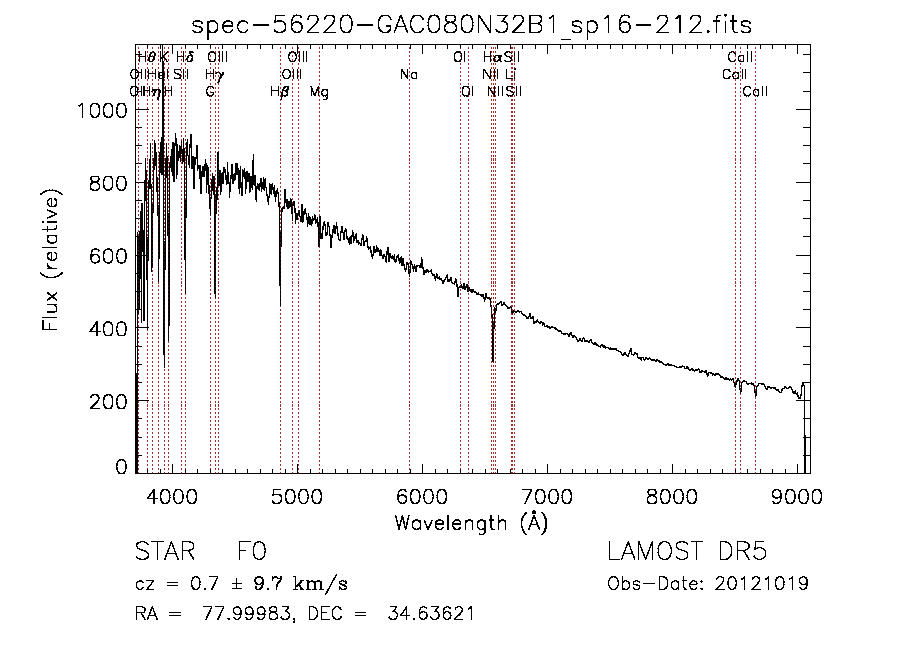 spec-56220-GAC080N32B1_sp16-212.fits
Hθ K Hδ OIII OIII OI Hα SII CaII
OII HeI SII Hγ OIII Na NII Li CaII
OII Hη H G Hβ Mg OI NII SII CaII
1000
800
600
400
200
0
Flux (relative)
4000 5000 6000 7000 8000 9000
Wavelength (Å)
STAR F0 LAMOST DR5
cz = 0.7 ± 9.7 km/s Obs-Date: 20121019
RA = 77.99983, DEC = 34.63621